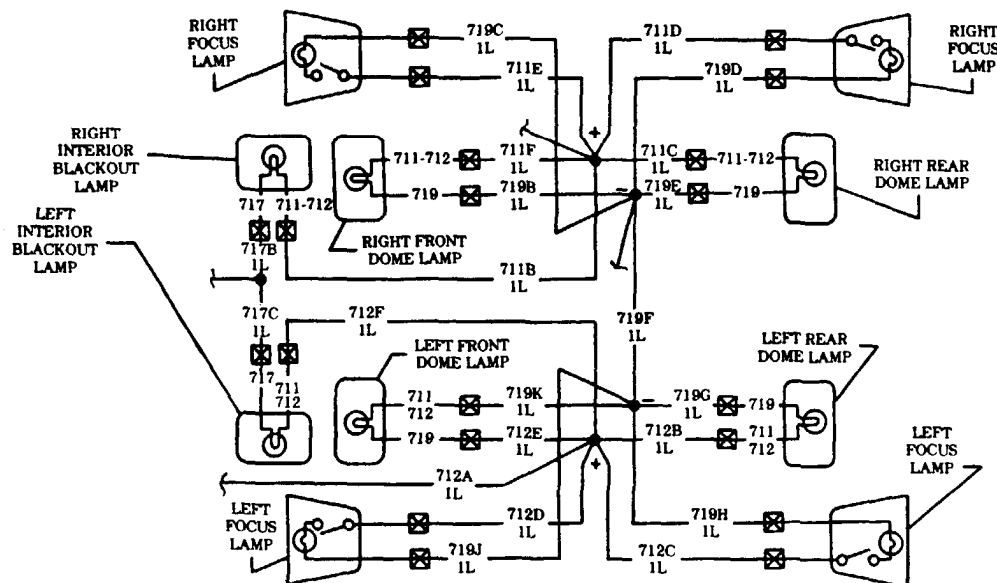 RIGHT
FOCUS
LAMP
719C
1L
711E
1L
711D
1L
719D
1L
RIGHT
FOCUS
LAMP
RIGHT
INTERIOR
BLACKOUT
LAMP
717
711-712
711-712
711F
1L
719
719B
1L
+
711C
1L
711-712
−
719E
1L
719
RIGHT REAR
DOME LAMP
LEFT
INTERIOR
BLACKOUT
LAMP
717B
1L
RIGHT FRONT
DOME LAMP
711B
1L
717C
1L
712F
1L
719F
1L
717
711
712
LEFT FRONT
DOME LAMP
LEFT REAR
DOME LAMP
711
712
719K
1L
719
712E
1L
−
719G
1L
719
+
712B
1L
711
712
LEFT
FOCUS
LAMP
712A
1L
LEFT
FOCUS
LAMP
712D
1L
719J
1L
719H
1L
712C
1L